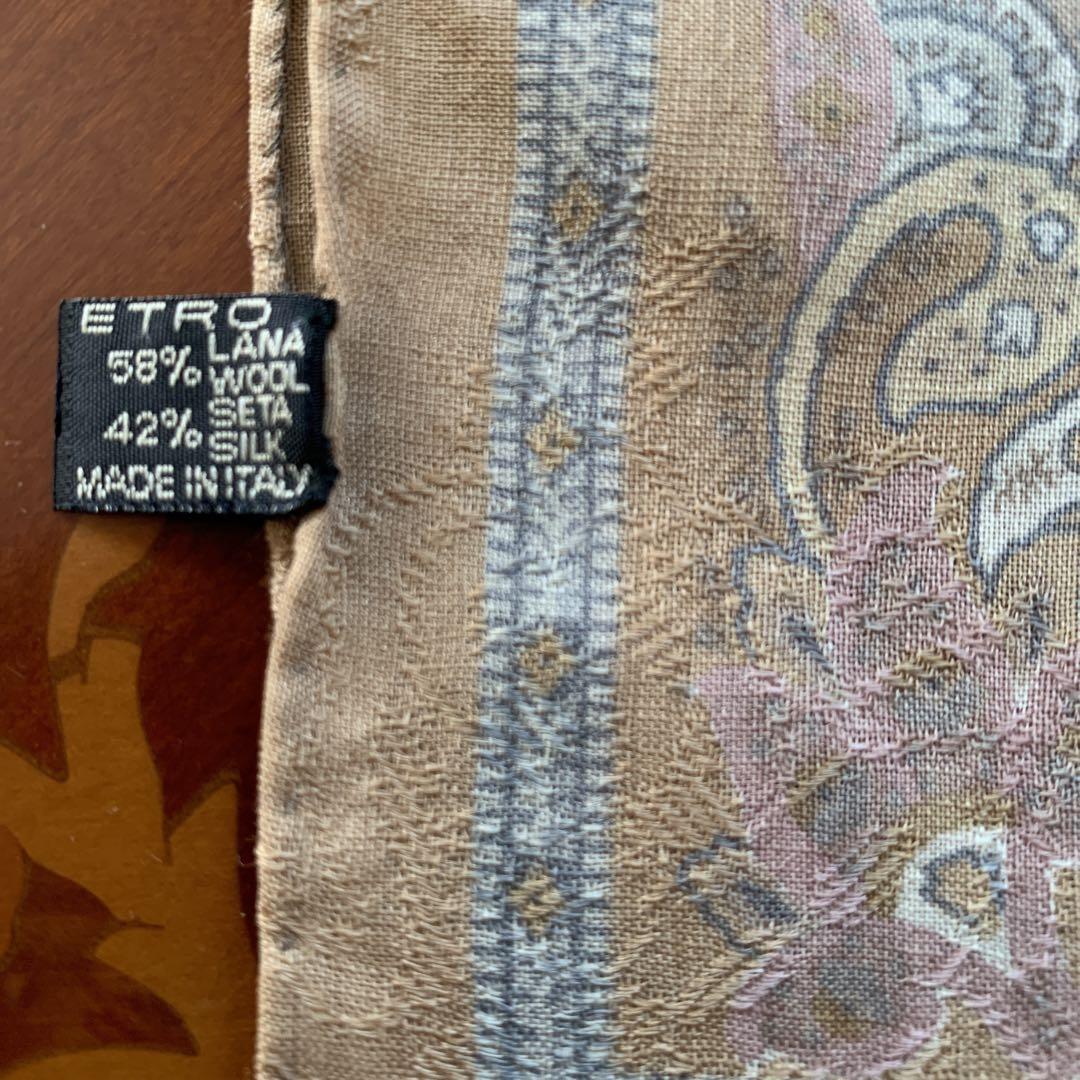 ETRO
58% LANA
WOOL
42% SETA
SILK
MADE IN ITALY